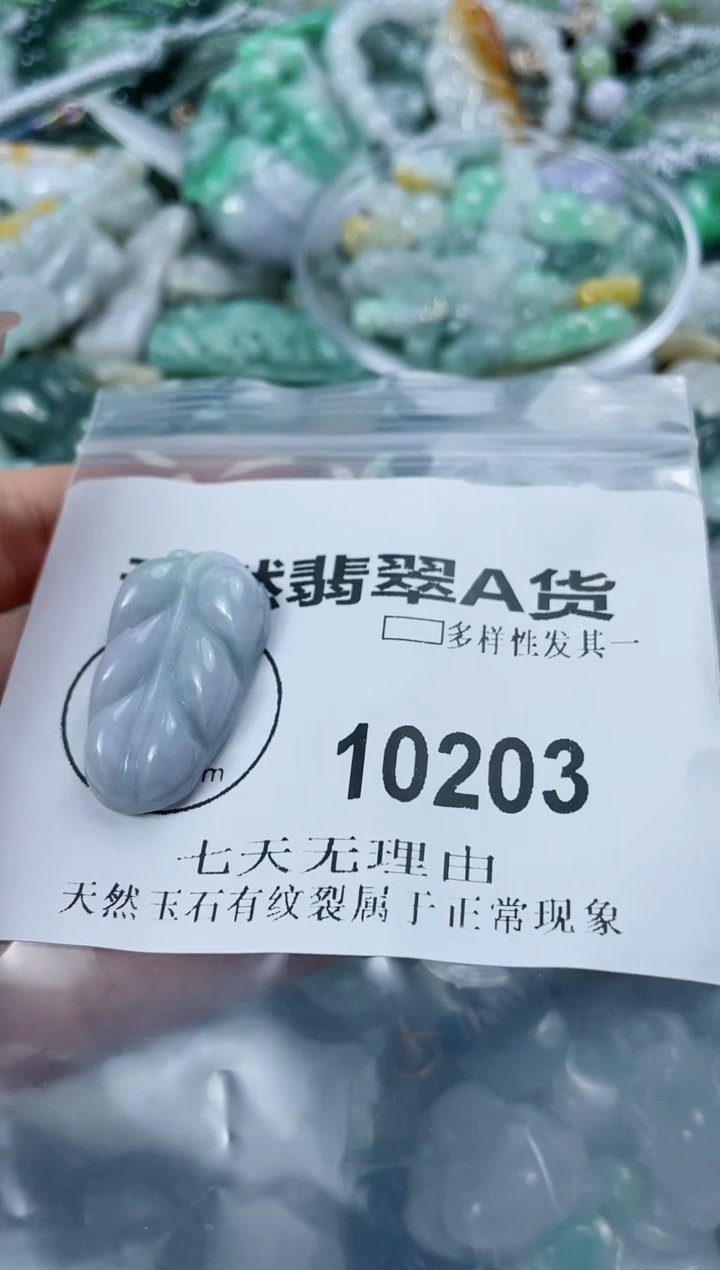 然翡翠A货
多样性发其一
m
10203
七天无理由
天然玉石有纹裂属于正常现象